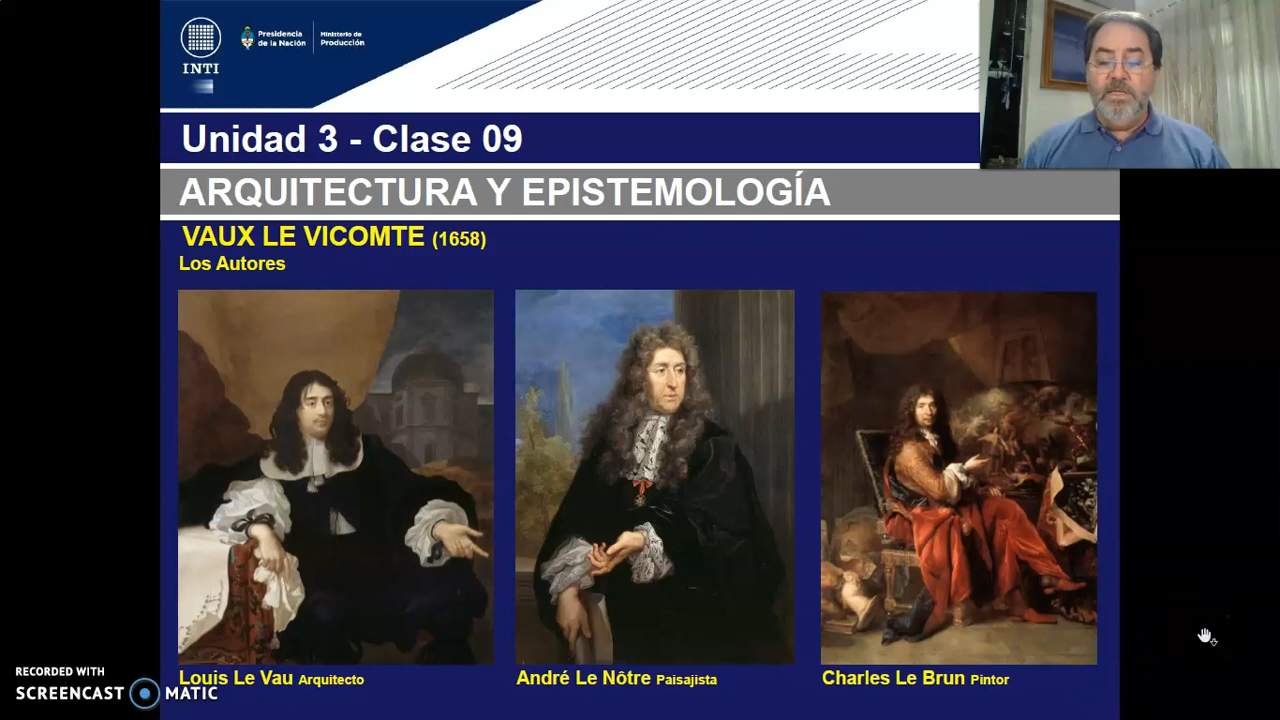 INTI
Presidencia
de la Nación
Ministerio de
Producción
Unidad 3 - Clase 09
ARQUITECTURA Y EPISTEMOLOGÍA
VAUX LE VICOMTE (1658)
Los Autores
Louis Le Vau Arquitecto
André Le Nôtre Paisajista
Charles Le Brun Pintor
RECORDED WITH
SCREENCAST MATIC